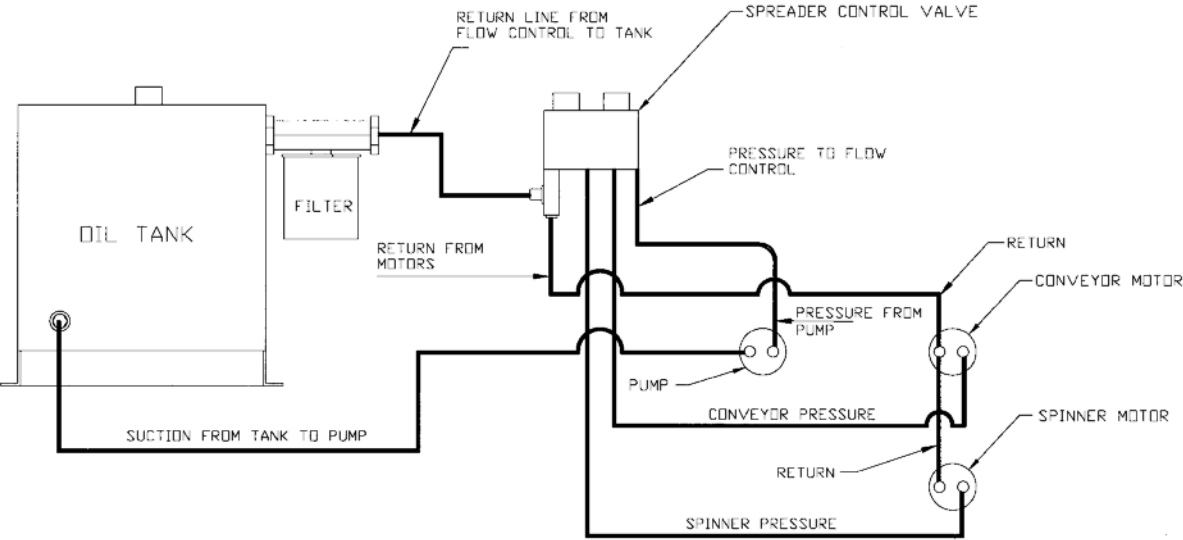 RETURN LINE FROM
FLOW CONTROL TO TANK
SPREADER CONTROL VALVE
PRESSURE TO FLOW
CONTROL
FILTER
OIL TANK
RETURN FROM
MOTORS
RETURN
CONVEYOR MOTOR
PRESSURE FROM
PUMP
PUMP
CONVEYOR PRESSURE
SPINNER MOTOR
SUCTION FROM TANK TO PUMP
RETURN
SPINNER PRESSURE